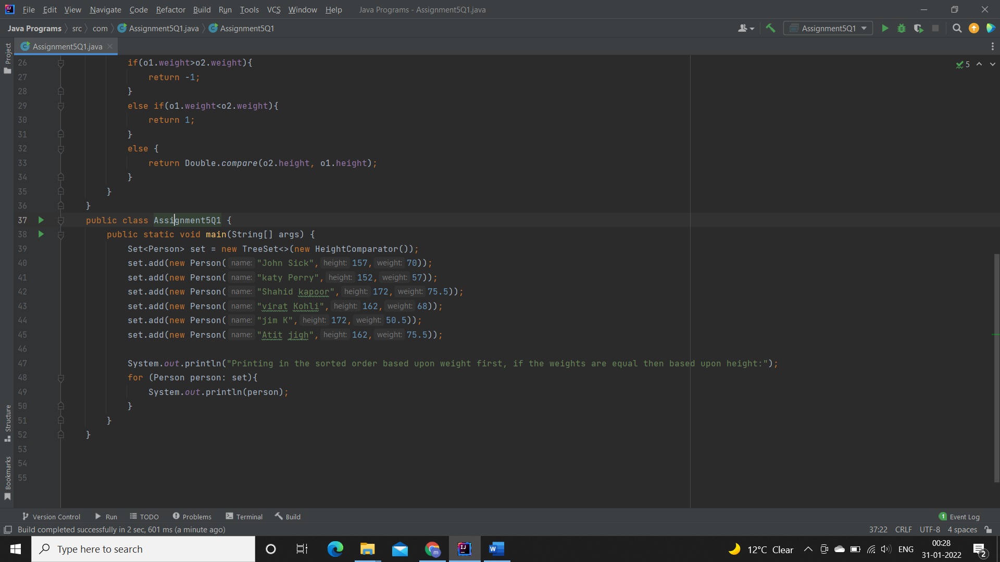 File Edit View Navigate Code Refactor Build Run Tools VCS Window Help Java Programs - Assignment5Q1.java
Java Programs src com Assignment5Q1.java Assignment5Q1 Assignment5Q1
Project
Assignment5Q1.java
5
26 if(o1.weight>o2.weight){
27 return -1;
28 }
29 else if(o1.weight<o2.weight){
30 return 1;
31 }
32 else {
33 return Double.compare(o2.height, o1.height);
34 }
35 }
36 }
37 public class Assignment5Q1 {
38 public static void main(String[] args) {
39 Set<Person> set = new TreeSet<>(new HeightComparator());
40 set.add(new Person( name: "John Sick", height: 157, weight: 70));
41 set.add(new Person( name: "katy Perry", height: 152, weight: 57));
42 set.add(new Person( name: "Shahid kapoor", height: 172, weight: 75.5));
43 set.add(new Person( name: "virat Kohli", height: 162, weight: 68));
44 set.add(new Person( name: "jim K", height: 172, weight: 50.5));
45 set.add(new Person( name: "Atit jigh", height: 162, weight: 75.5));
46
47 System.out.println("Printing in the sorted order based upon weight first, if the weights are equal then based upon height:");
48 for (Person person: set){
49 System.out.println(person);
50 }
51 }
52 }
53
54
55
Structure
Bookmarks
Version Control Run TODO Problems Terminal Build 1 Event Log
Build completed successfully in 2 sec, 601 ms (a minute ago) 37:22 CRLF UTF-8 4 spaces
Type here to search 12°C Clear ENG 00:28
31-01-2022 2